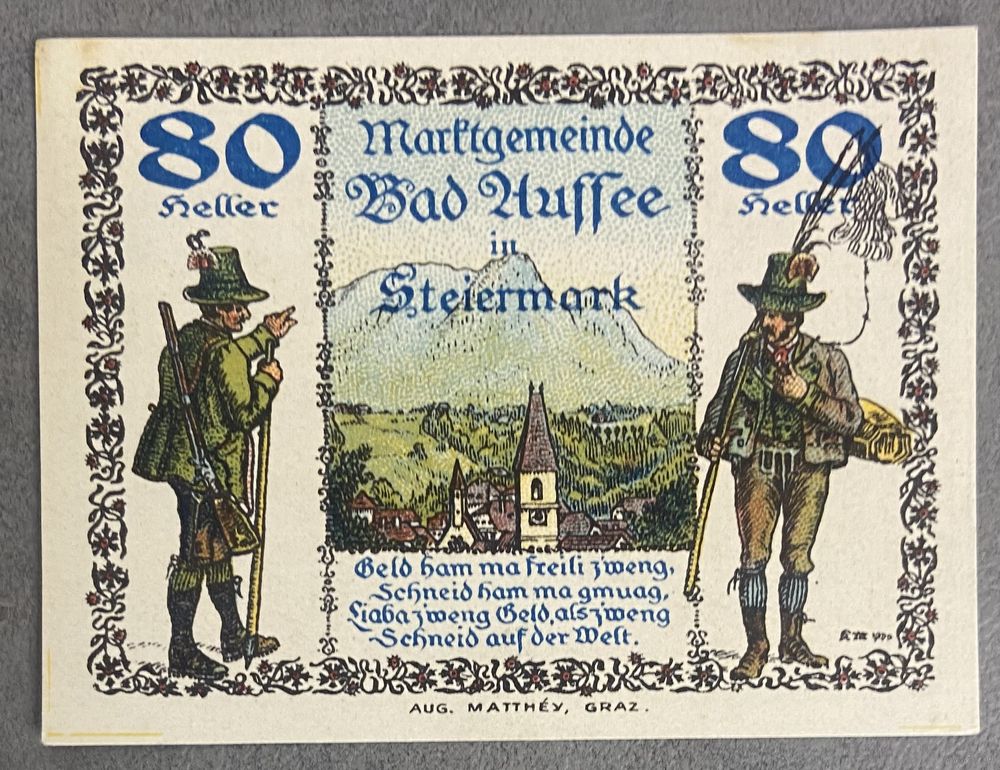 80
Heller
Marktgemeinde
Bad Aussee
in
Steiermark
80
Heller
Geld ham ma freili z'weng,
Schneid ham ma gmuag,
Liaba z'weng Geld, als z'weng
Schneid auf der Welt.
AUG. MATTHÉY, GRAZ.